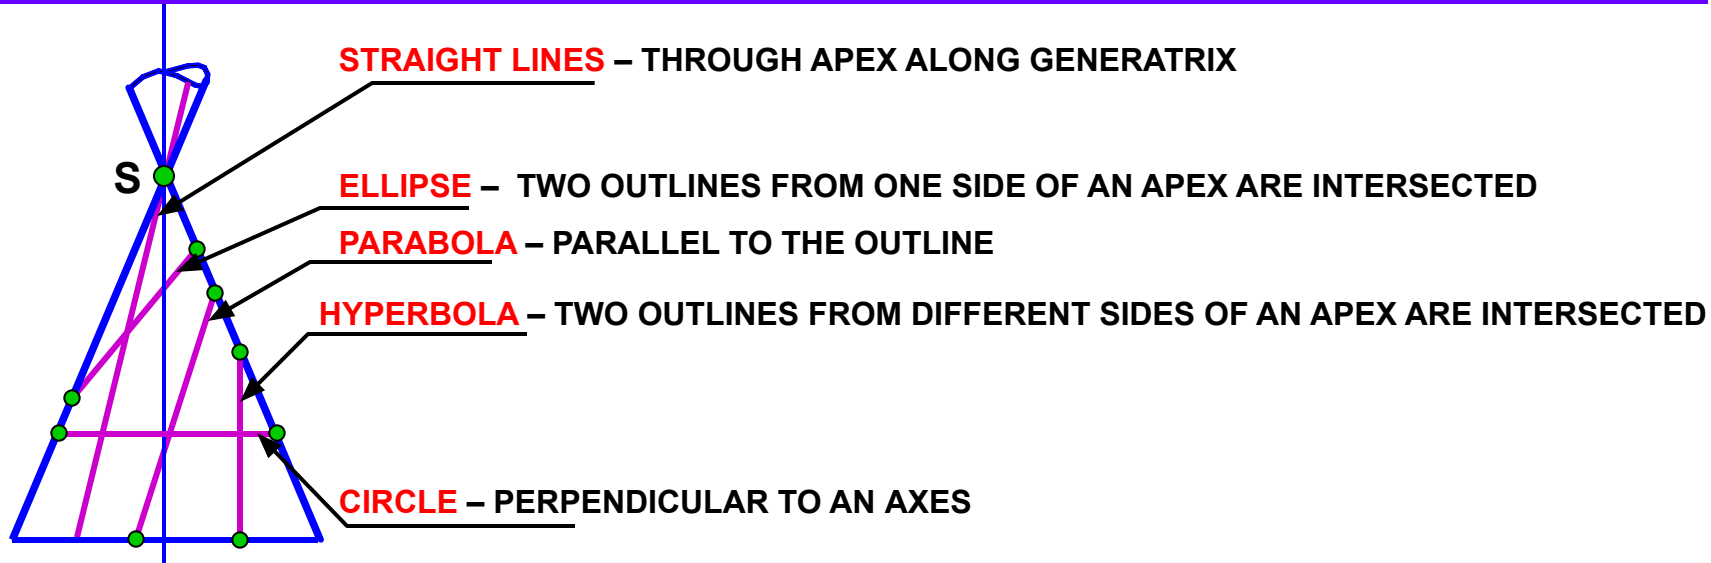 STRAIGHT LINES – THROUGH APEX ALONG GENERATRIX
S
ELLIPSE – TWO OUTLINES FROM ONE SIDE OF AN APEX ARE INTERSECTED
PARABOLA – PARALLEL TO THE OUTLINE
HYPERBOLA – TWO OUTLINES FROM DIFFERENT SIDES OF AN APEX ARE INTERSECTED
CIRCLE – PERPENDICULAR TO AN AXES